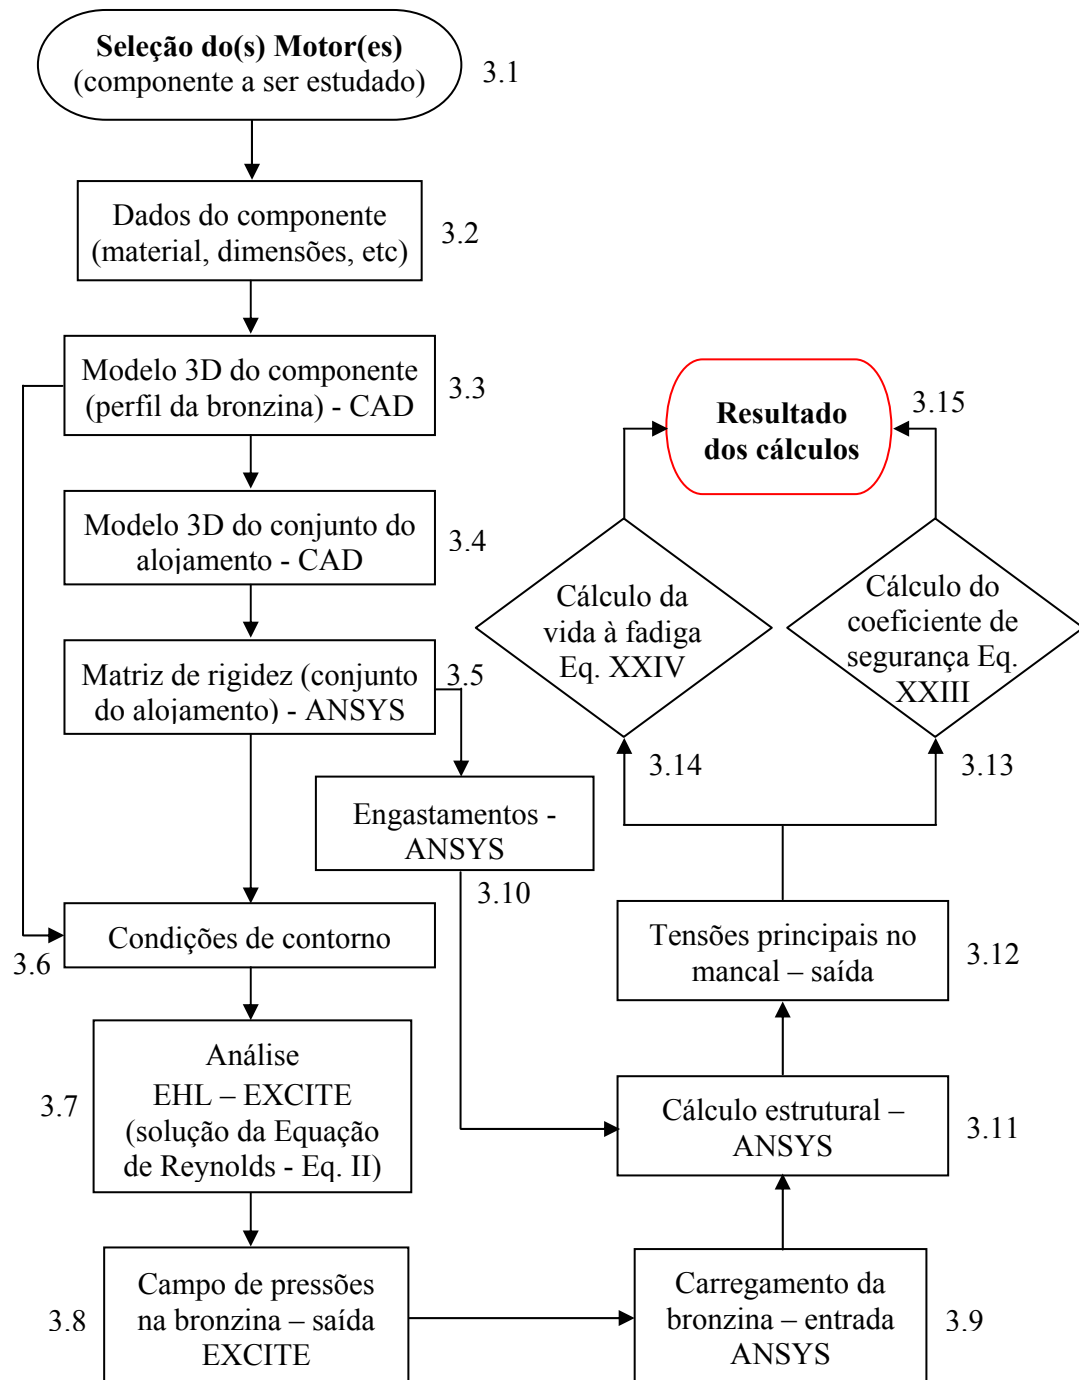 Seleção do(s) Motor(es)
(componente a ser estudado)
3.1
Dados do componente
(material, dimensões, etc)
3.2
Modelo 3D do componente
(perfil da bronzina) - CAD
3.3
Modelo 3D do conjunto do
alojamento - CAD
3.4
Matriz de rigidez (conjunto
do alojamento) - ANSYS
3.5
Engastamentos -
ANSYS
3.10
Condições de contorno
3.6
Análise
EHL – EXCITE
(solução da Equação
de Reynolds - Eq. II)
3.7
Campo de pressões
na bronzina – saída
EXCITE
3.8
Carregamento da
bronzina – entrada
ANSYS
3.9
Cálculo estrutural –
ANSYS
3.11
Tensões principais no
mancal – saída
3.12
Cálculo do
coeficiente de
segurança Eq.
XXIII
3.13
Cálculo da
vida à fadiga
Eq. XXIV
3.14
Resultado
dos cálculos
3.15